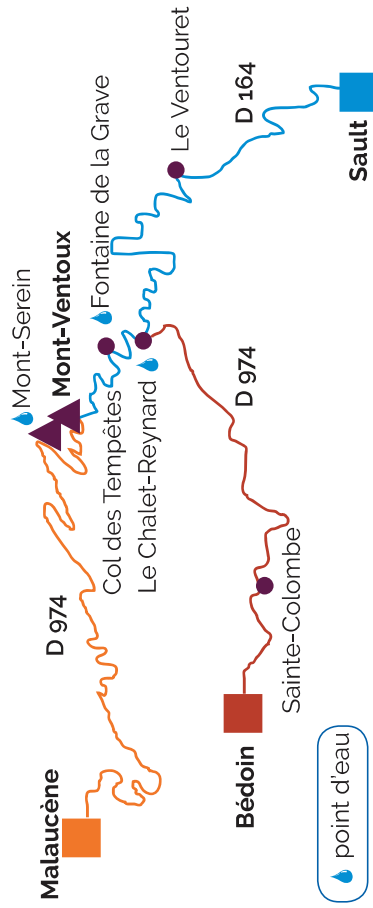 Malaucène
D 974
Mont-Serein
Mont-Ventoux
Fontaine de la Grave
Col des Tempêtes
Le Chalet-Reynard
Le Ventouret
D 164
Sault
D 974
Sainte-Colombe
Bédoin
point d'eau